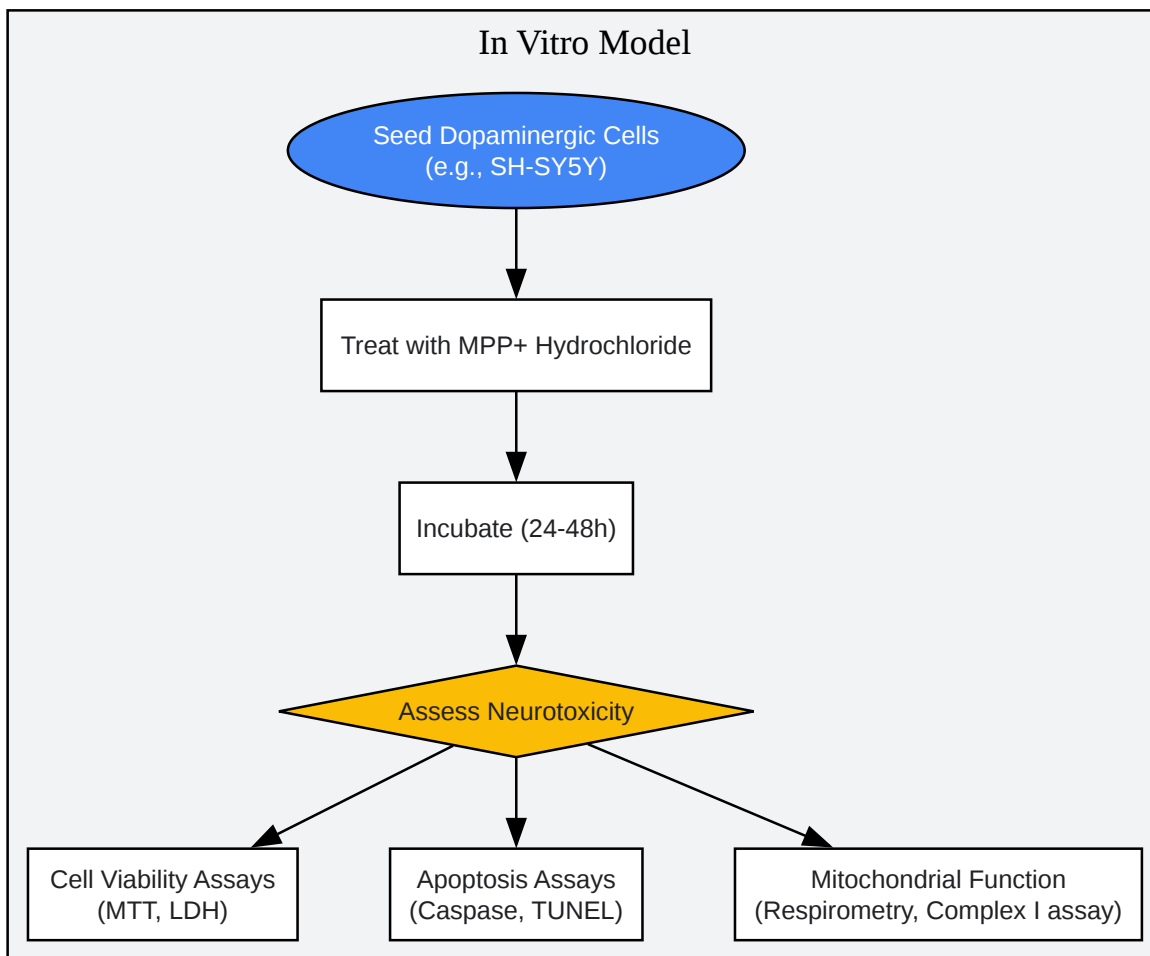 In Vitro Model
Seed Dopaminergic Cells
(e.g., SH-SY5Y)
Treat with MPP+ Hydrochloride
Incubate (24-48h)
Assess Neurotoxicity
Cell Viability Assays
(MTT, LDH)
Apoptosis Assays
(Caspase, TUNEL)
Mitochondrial Function
(Respirometry, Complex I assay)